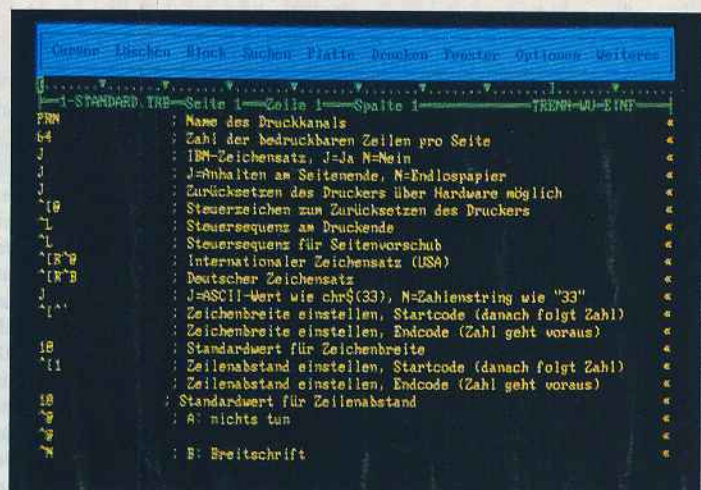 Cursor Löschen Block Suchen Platte Drucken Fenster Optionen Weiteres
1-STANDARD.TRB Seite 1 Zeile 1 Spalte 1 TRENN-WU-EINF
PRN : Name des Druckkanals «
64 : Zahl der bedruckbaren Zeilen pro Seite «
J : IBM-Zeichensatz, J=Ja N=Nein «
J : J=Anhalten am Seitenende, N=Endlospapier «
J : Zurücksetzen des Druckers über Hardware möglich «
^[@ : Steuerzeichen zum Zurücksetzen des Druckers «
^L : Steuersequenz am Druckende «
^L : Steuersequenz für Seitenvorschub «
^[R^@ : Internationaler Zeichensatz (USA) «
^[R^B : Deutscher Zeichensatz «
J : J=ASCII-Wert wie chr$(33), N=Zahlenstring wie "33" «
: Zeichenbreite einstellen, Startcode (danach folgt Zahl) «
: Zeichenbreite einstellen, Endcode (Zahl geht voraus) «
10 : Standardwert für Zeichenbreite «
^[1 : Zeilenabstand einstellen, Startcode (danach folgt Zahl) «
: Zeilenabstand einstellen, Endcode (Zahl geht voraus) «
10 : Standardwert für Zeilenabstand «
^@ : A: nichts tun «
^@ «
^N : B: Breitschrift «